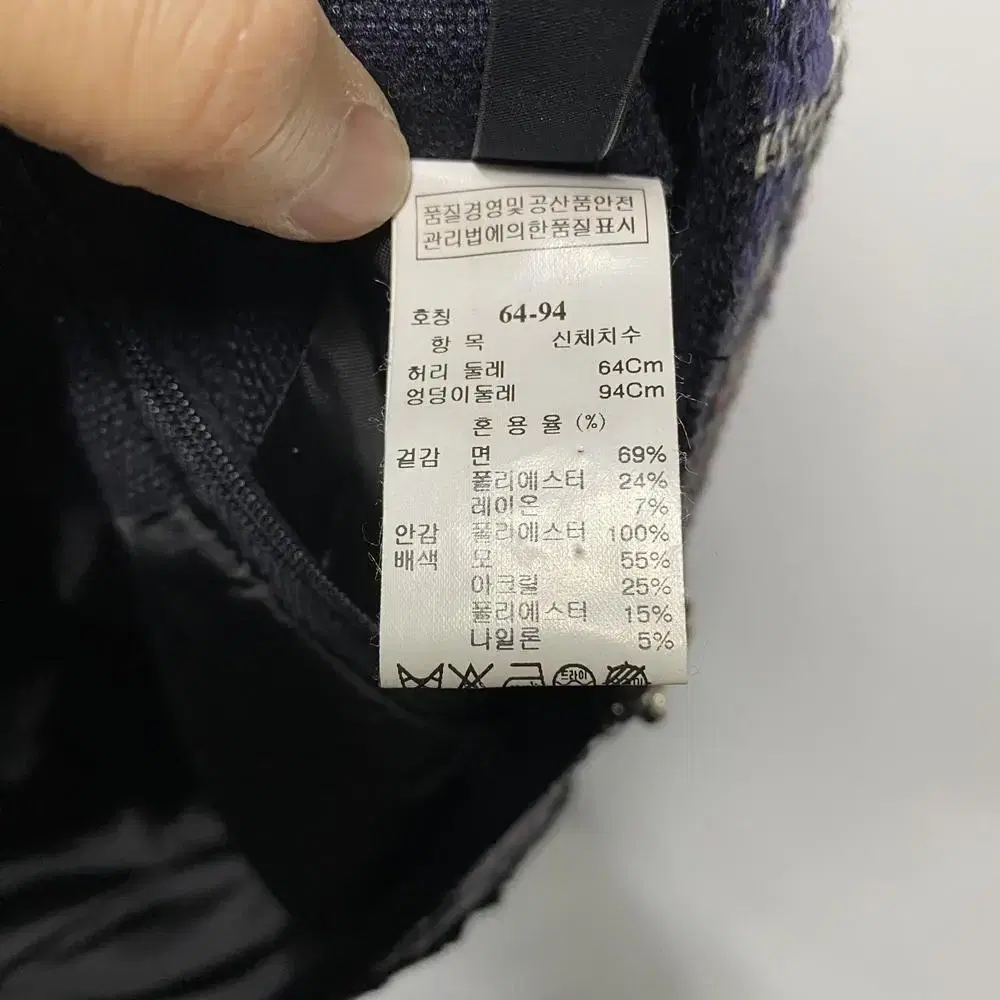 품질경영및공산품안전
관리법에의한품질표시
호칭 64-94
항 목 신체치수
허리 둘레 64Cm
엉덩이둘레 94Cm
혼 용 율 (%)
겉감 면 69%
폴리에스터 24%
레이온 7%
안감 폴리에스터 100%
배색 모 55%
아크릴 25%
폴리에스터 15%
나일론 5%
드라이